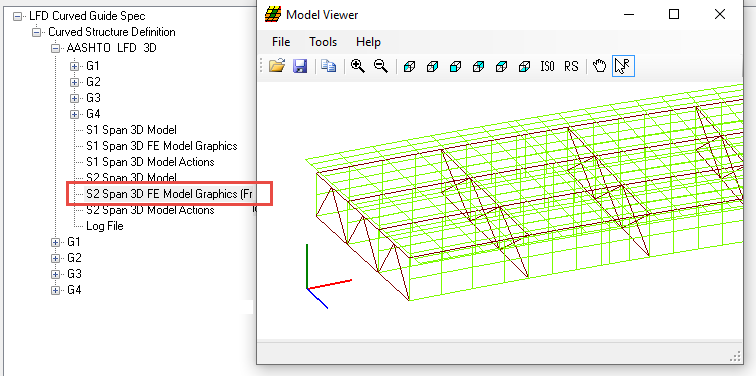 LFD Curved Guide Spec
Curved Structure Definition
AASHTO LFD 3D
G1
G2
G3
G4
S1 Span 3D Model
S1 Span 3D FE Model Graphics
S1 Span 3D Model Actions
S2 Span 3D Model
S2 Span 3D FE Model Graphics (Fr
S2 Span 3D Model Actions
Log File
G1
G2
G3
G4
Model Viewer
File Tools Help
ISO RS R